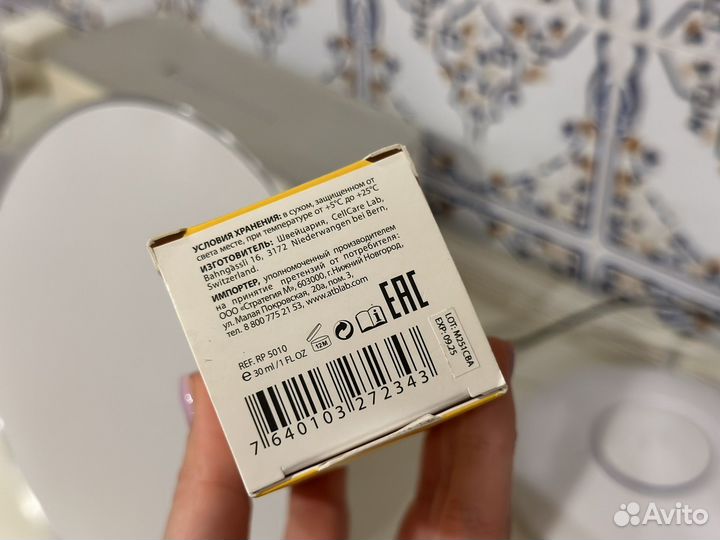 УСЛОВИЯ ХРАНЕНИЯ: в сухом, защищенном от
света месте, при температуре от +5°C до +25°C
ИЗГОТОВИТЕЛЬ: Швейцария, CellCare Lab,
Bahngässli 16, 3172 Niederwangen bei Bern,
Switzerland.
ИМПОРТЕР, уполномоченный производителем
на принятие претензий от потребителя:
ООО «Стратегия М», 603000, г.Нижний Новгород,
ул. Малая Покровская, 20а, пом. 3,
тел. 8 800 775 21 53, www.atblab.com
EAC
REF. RP 5010
e 30 ml / 1 FL OZ
12M
LOT: M251CBA
EXP: 09.25
7 640103 272343
Avito